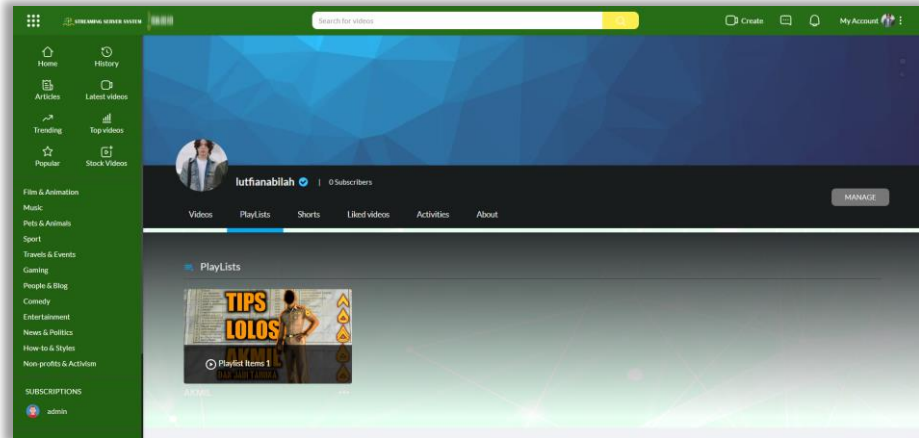 STREAMING SERVER SYSTEM
Search for videos
Create
My Account
Home
History
Articles
Latest videos
Trending
Top videos
Popular
Stock Videos
Film & Animation
Music
Pets & Animals
Sport
Travels & Events
Gaming
People & Blog
Comedy
Entertainment
News & Politics
How-to & Styles
Non-profits & Activism
SUBSCRIPTIONS
admin
lutfianabilah | 0 Subscribers
MANAGE
Videos PlayLists Shorts Liked videos Activities About
PlayLists
TIPS
LOLOS
AKMIL
Playlist Items 1
AKMIL